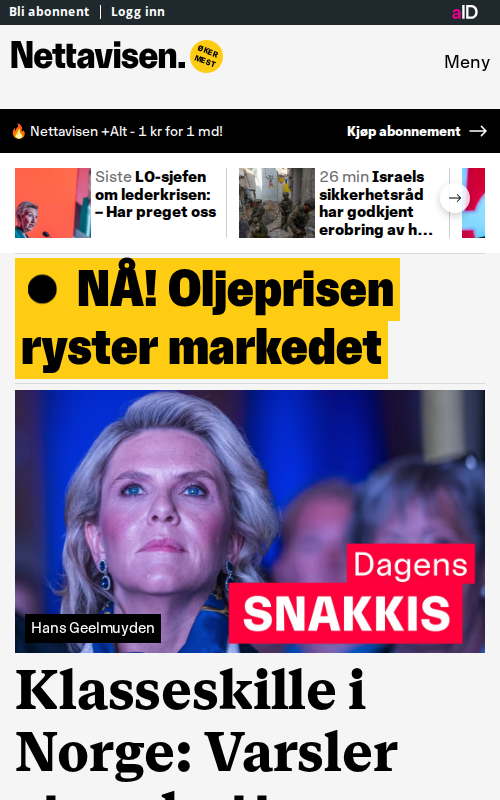 Bli abonnent | Logg inn
aID
Nettavisen.
ØKER
MEST
Meny
🔥 Nettavisen +Alt - 1 kr for 1 md!
Kjøp abonnement →
Siste LO-sjefen
om lederkrisen:
– Har preget oss
26 min Israels
sikkerhetsråd
har godkjent
erobring av h...
NÅ! Oljeprisen
ryster markedet
Dagens
SNAKKIS
Hans Geelmuyden
Klasseskille i
Norge: Varsler